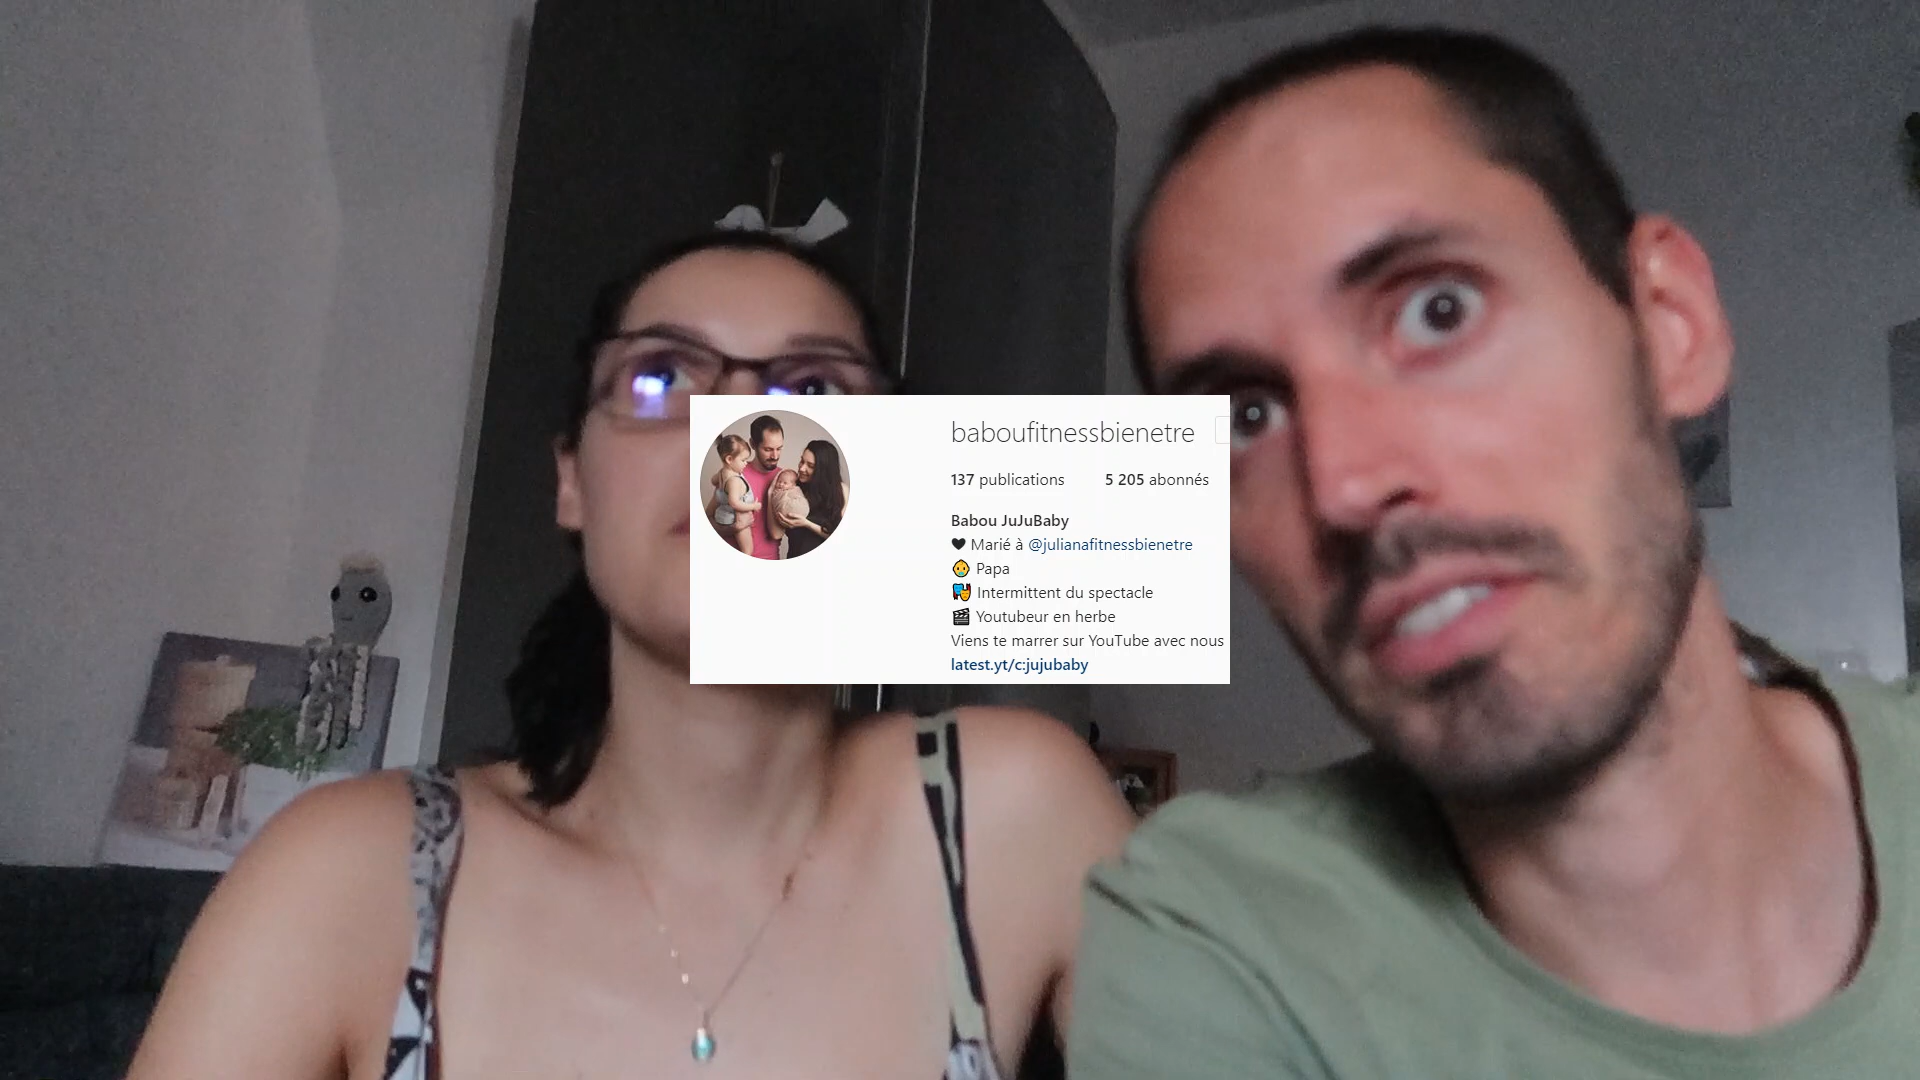 baboufitnessbienetre
137 publications 5 205 abonnés
Babou JuJuBaby
🖤 Marié à @julianafitnessbienetre
👶 Papa
🎭 Intermittent du spectacle
🎬 Youtubeur en herbe
Viens te marrer sur YouTube avec nous
latest.yt/c:jujubaby